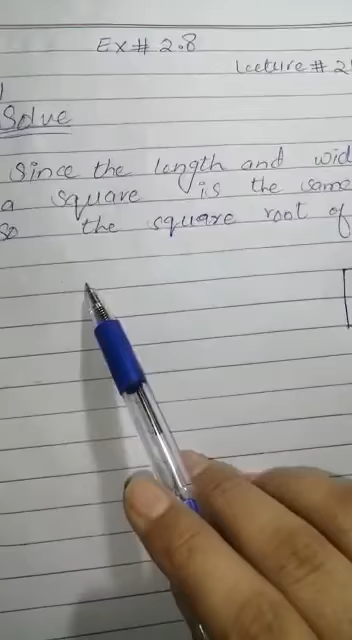 Ex # 2.8
Lecture # 2
Solve
Since the length and wid
a square is the same
so the square root of